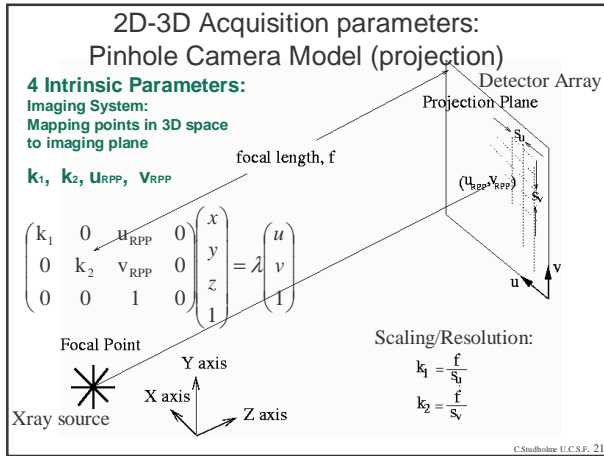 2D-3D Acquisition parameters:
Pinhole Camera Model (projection)
4 Intrinsic Parameters:
Imaging System:
Mapping points in 3D space
to imaging plane
k₁, k₂, uRPP, vRPP
Detector Array
Projection Plane
su
focal length, f
(uRPP,vRPP)
sv
v
u
(k₁ 0 uRPP 0) (x)
(0 k₂ vRPP 0) (y) = λ (u)
(0 0 1 0) (z) (v)
(1) (1)
Focal Point
Xray source
Y axis
X axis
Z axis
Scaling/Resolution:
k₁ = f/su
k₂ = f/sv
C.Studholme U.C.S.F. 21